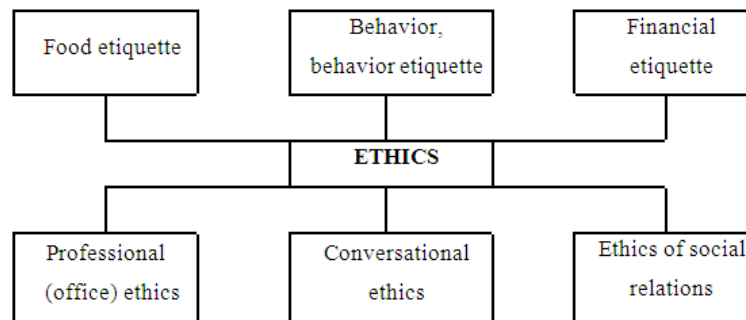 Food etiquette
Behavior,
behavior etiquette
Financial
etiquette
ETHICS
Professional
(office) ethics
Conversational
ethics
Ethics of social
relations